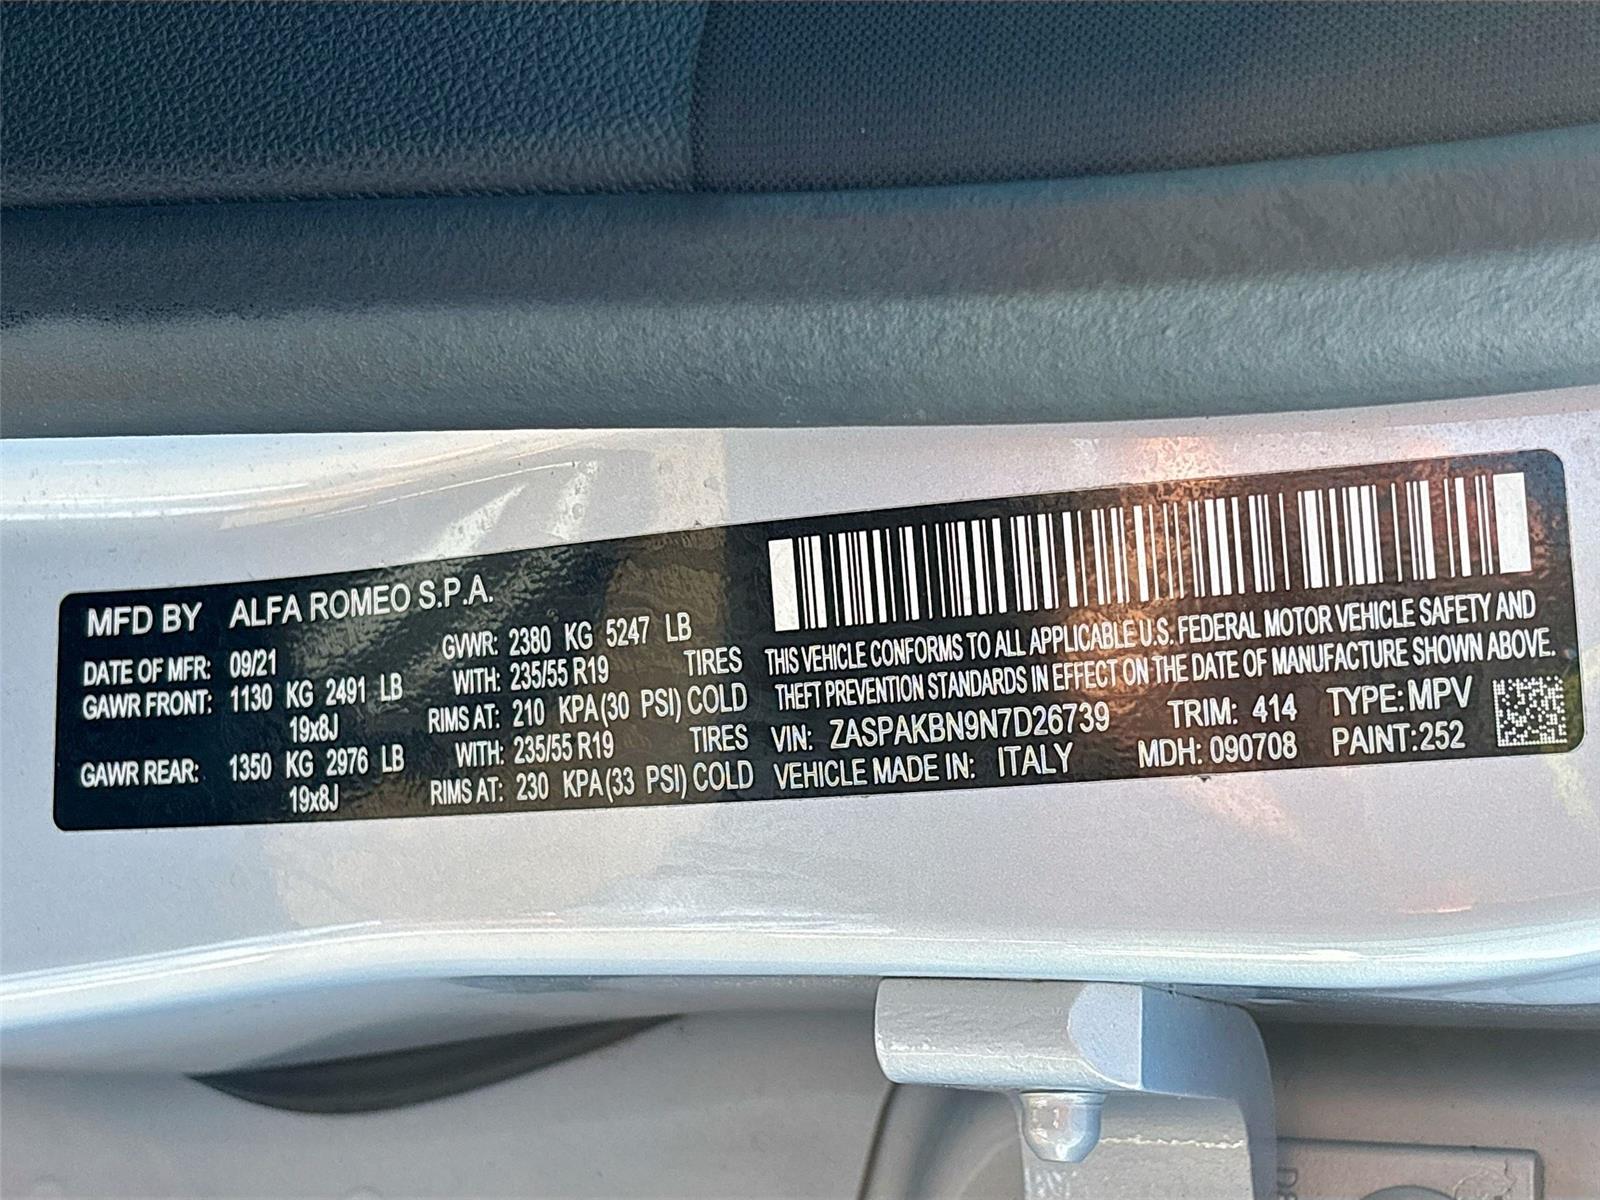 MFD BY ALFA ROMEO S.P.A.
DATE OF MFR: 09/21 GVWR: 2380 KG 5247 LB
GAWR FRONT: 1130 KG 2491 LB WITH: 235/55 R19 TIRES
19x8J RIMS AT: 210 KPA(30 PSI) COLD
GAWR REAR: 1350 KG 2976 LB WITH: 235/55 R19 TIRES
19x8J RIMS AT: 230 KPA(33 PSI) COLD
THIS VEHICLE CONFORMS TO ALL APPLICABLE U.S. FEDERAL MOTOR VEHICLE SAFETY AND
THEFT PREVENTION STANDARDS IN EFFECT ON THE DATE OF MANUFACTURE SHOWN ABOVE.
VIN: ZASPAKBN9N7D26739 TRIM: 414 TYPE: MPV
VEHICLE MADE IN: ITALY MDH: 090708 PAINT: 252